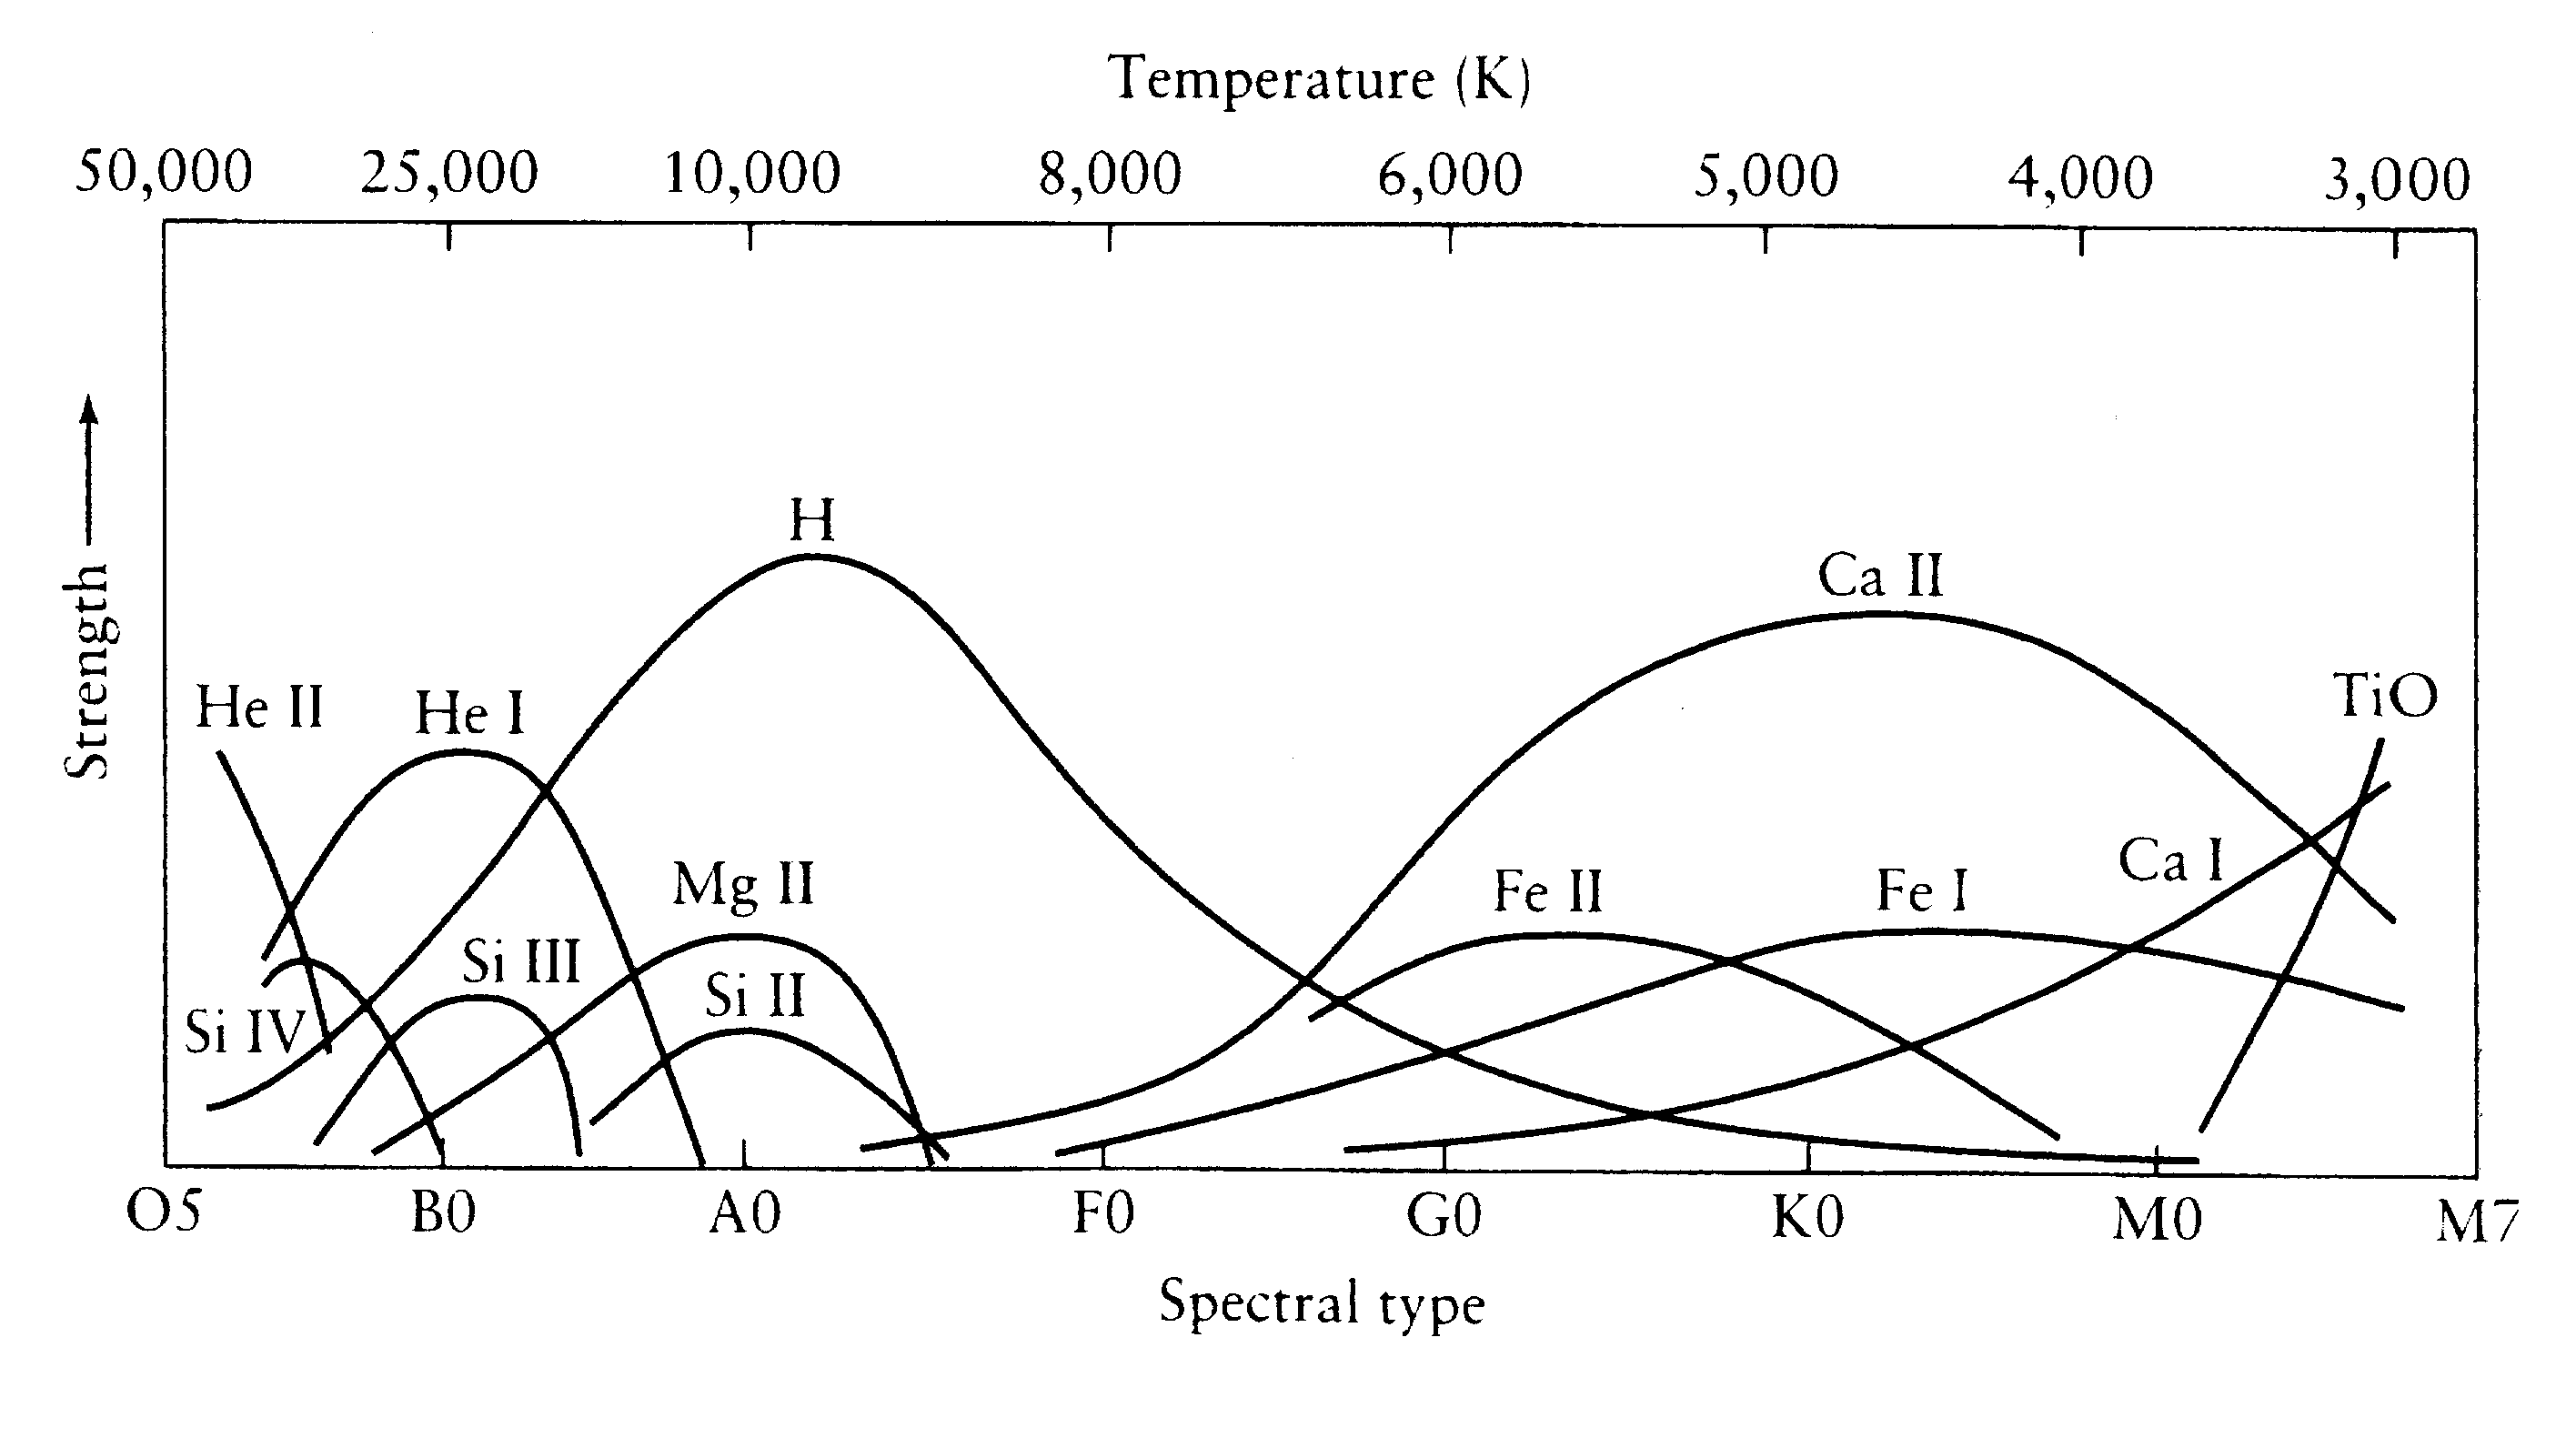 Temperature (K)
50,000 25,000 10,000 8,000 6,000 5,000 4,000 3,000
Strength
H
Ca II
He II
He I
TiO
Mg II
Ca I
Fe II
Fe I
Si III
Si II
Si IV
O5 B0 A0 F0 G0 K0 M0 M7
Spectral type